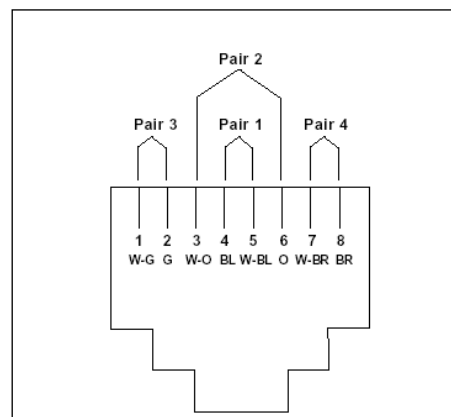 Pair 2
Pair 3 Pair 1 Pair 4
1 2 3 4 5 6 7 8
W-G G W-O BL W-BL O W-BR BR